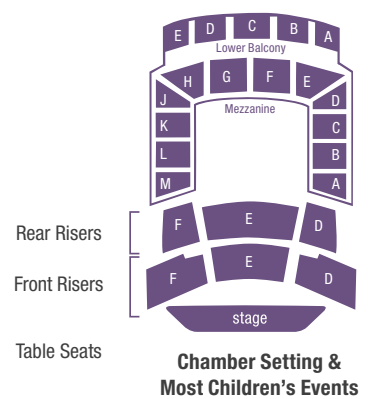 E D C B A
Lower Balcony
H G F E
Mezzanine
J D
K C
L B
M A
Rear Risers F E D
Front Risers F E D
stage
Table Seats
Chamber Setting &
Most Children's Events